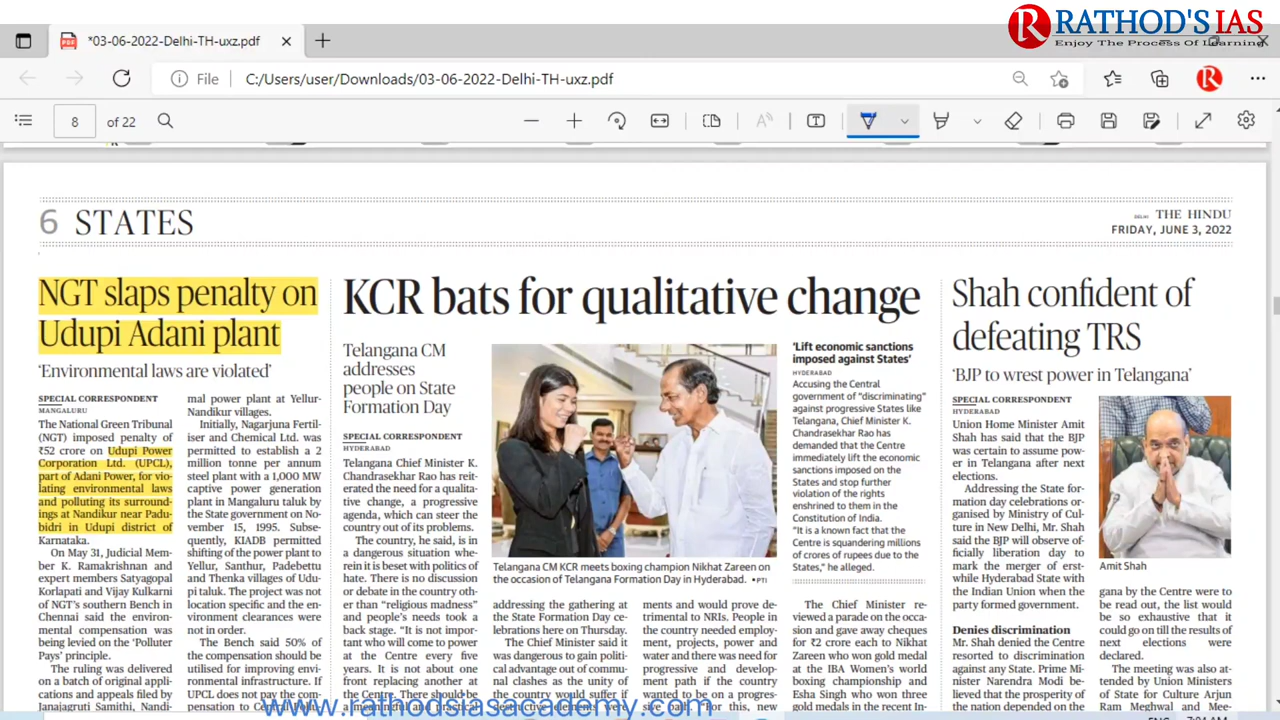 RATHOD'S IAS
Enjoy The Process Of Learning
*03-06-2022-Delhi-TH-uxz.pdf
File
C:/Users/user/Downloads/03-06-2022-Delhi-TH-uxz.pdf
8 of 22
6 STATES
DELHI THE HINDU
FRIDAY, JUNE 3, 2022
NGT slaps penalty on
Udupi Adani plant
‘Environmental laws are violated’
SPECIAL CORRESPONDENT
MANGALURU
The National Green Tribunal
(NGT) imposed penalty of
₹52 crore on Udupi Power
Corporation Ltd. (UPCL),
part of Adani Power, for vio-
lating environmental laws
and polluting its surround-
ings at Nandikur near Padu-
bidri in Udupi district of
Karnataka.
On May 31, Judicial Mem-
ber K. Ramakrishnan and
expert members Satyagopal
Korlapati and Vijay Kulkarni
of NGT's southern Bench in
Chennai said the environ-
mental compensation was
being levied on the ‘Polluter
Pays’ principle.
The ruling was delivered
on a batch of original appli-
cations and appeals filed by
Janajagruti Samithi, Nandi-
mal power plant at Yellur-
Nandikur villages.
Initially, Nagarjuna Fertil-
iser and Chemical Ltd. was
permitted to establish a 2
million tonne per annum
steel plant with a 1,000 MW
captive power generation
plant in Mangaluru taluk by
the State government on No-
vember 15, 1995. Subse-
quently, KIADB permitted
shifting of the power plant to
Yellur, Santhur, Padebettu
and Thenka villages of Udu-
pi taluk. The project was not
location specific and the en-
vironment clearances were
not in order.
The Bench said 50% of
the compensation should be
utilised for improving envi-
ronmental infrastructure. If
UPCL does not pay the com-
pensation to Central Pollu-
KCR bats for qualitative change
Telangana CM
addresses
people on State
Formation Day
SPECIAL CORRESPONDENT
HYDERABAD
Telangana Chief Minister K.
Chandrasekhar Rao has reit-
erated the need for a qualita-
tive change, a progressive
agenda, which can steer the
country out of its problems.
The country, he said, is in
a dangerous situation whe-
rein it is beset with politics of
hate. There is no discussion
or debate in the country oth-
er than “religious madness”
and people's needs took a
back stage. “It is not impor-
tant who will come to power
at the Centre every five
years. It is not about one
front replacing another at
the Centre. There should be
a meaningful and practical
Telangana CM KCR meets boxing champion Nikhat Zareen on
the occasion of Telangana Formation Day in Hyderabad. • PTI
addressing the gathering at
the State Formation Day ce-
lebrations here on Thursday.
The Chief Minister said it
was dangerous to gain politi-
cal advantage out of commu-
nal clashes as the unity of
the country would suffer if
destructive elements were
ments and would prove de-
trimental to NRIs. People in
the country needed employ-
ment, projects, power and
water and there was need for
progressive and develop-
ment path if the country
wanted to be on a progres-
sive path. “For this, new
‘Lift economic sanctions
imposed against States’
HYDERABAD
Accusing the Central
government of “discriminating”
against progressive States like
Telangana, Chief Minister K.
Chandrasekhar Rao has
demanded that the Centre
immediately lift the economic
sanctions imposed on the
States and stop further
violation of the rights
enshrined to them in the
Constitution of India.
“It is a known fact that the
Centre is squandering millions
of crores of rupees due to the
States,” he alleged.
The Chief Minister re-
viewed a parade on the occa-
sion and gave away cheques
for ₹2 crore each to Nikhat
Zareen who won gold medal
at the IBA Women's world
boxing championship and
Esha Singh who won three
gold medals in the recent In-
Shah confident of
defeating TRS
‘BJP to wrest power in Telangana’
SPECIAL CORRESPONDENT
HYDERABAD
Union Home Minister Amit
Shah has said that the BJP
was certain to assume pow-
er in Telangana after next
elections.
Addressing the State for-
mation day celebrations or-
ganised by Ministry of Cul-
ture in New Delhi, Mr. Shah
said the BJP will observe of-
ficially liberation day to
mark the merger of erst-
while Hyderabad State with
the Indian Union when the
party formed government.
Denies discrimination
Mr. Shah denied the Centre
resorted to discrimination
against any State. Prime Mi-
nister Narendra Modi be-
lieved that the prosperity of
the nation depended on the
Amit Shah
gana by the Centre were to
be read out, the list would
be so exhaustive that it
could go on till the results of
next elections were
declared.
The meeting was also at-
tended by Union Ministers
of State for Culture Arjun
Ram Meghwal and Mee-
www.rathodsiasacademy.com